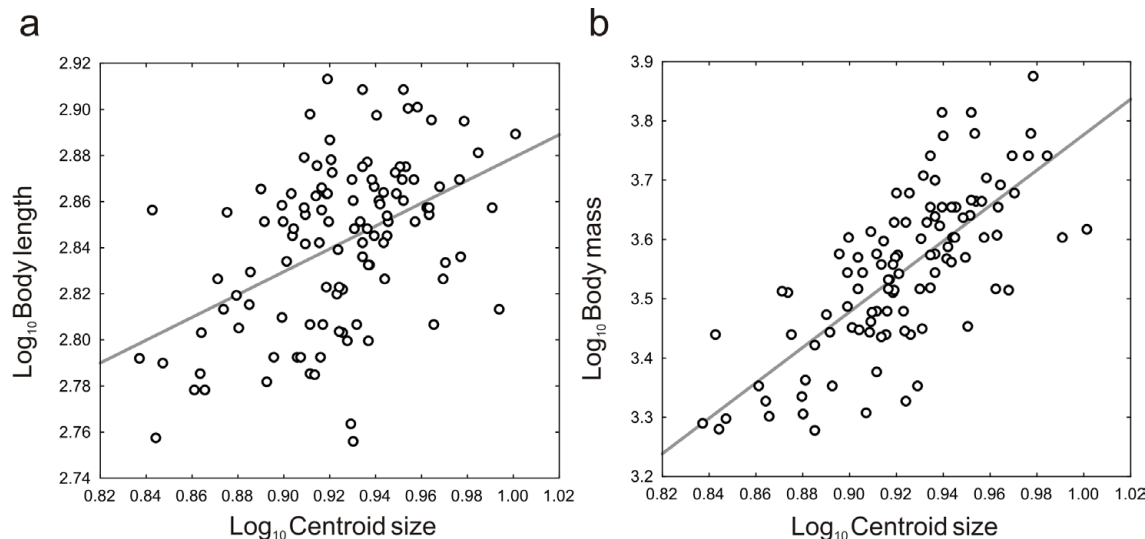 a
Log₁₀ Body length
2.92
2.90
2.88
2.86
2.84
2.82
2.80
2.78
2.76
2.74
0.82 0.84 0.86 0.88 0.90 0.92 0.94 0.96 0.98 1.00 1.02
Log₁₀ Centroid size
b
Log₁₀ Body mass
3.9
3.8
3.7
3.6
3.5
3.4
3.3
3.2
0.82 0.84 0.86 0.88 0.90 0.92 0.94 0.96 0.98 1.00 1.02
Log₁₀ Centroid size